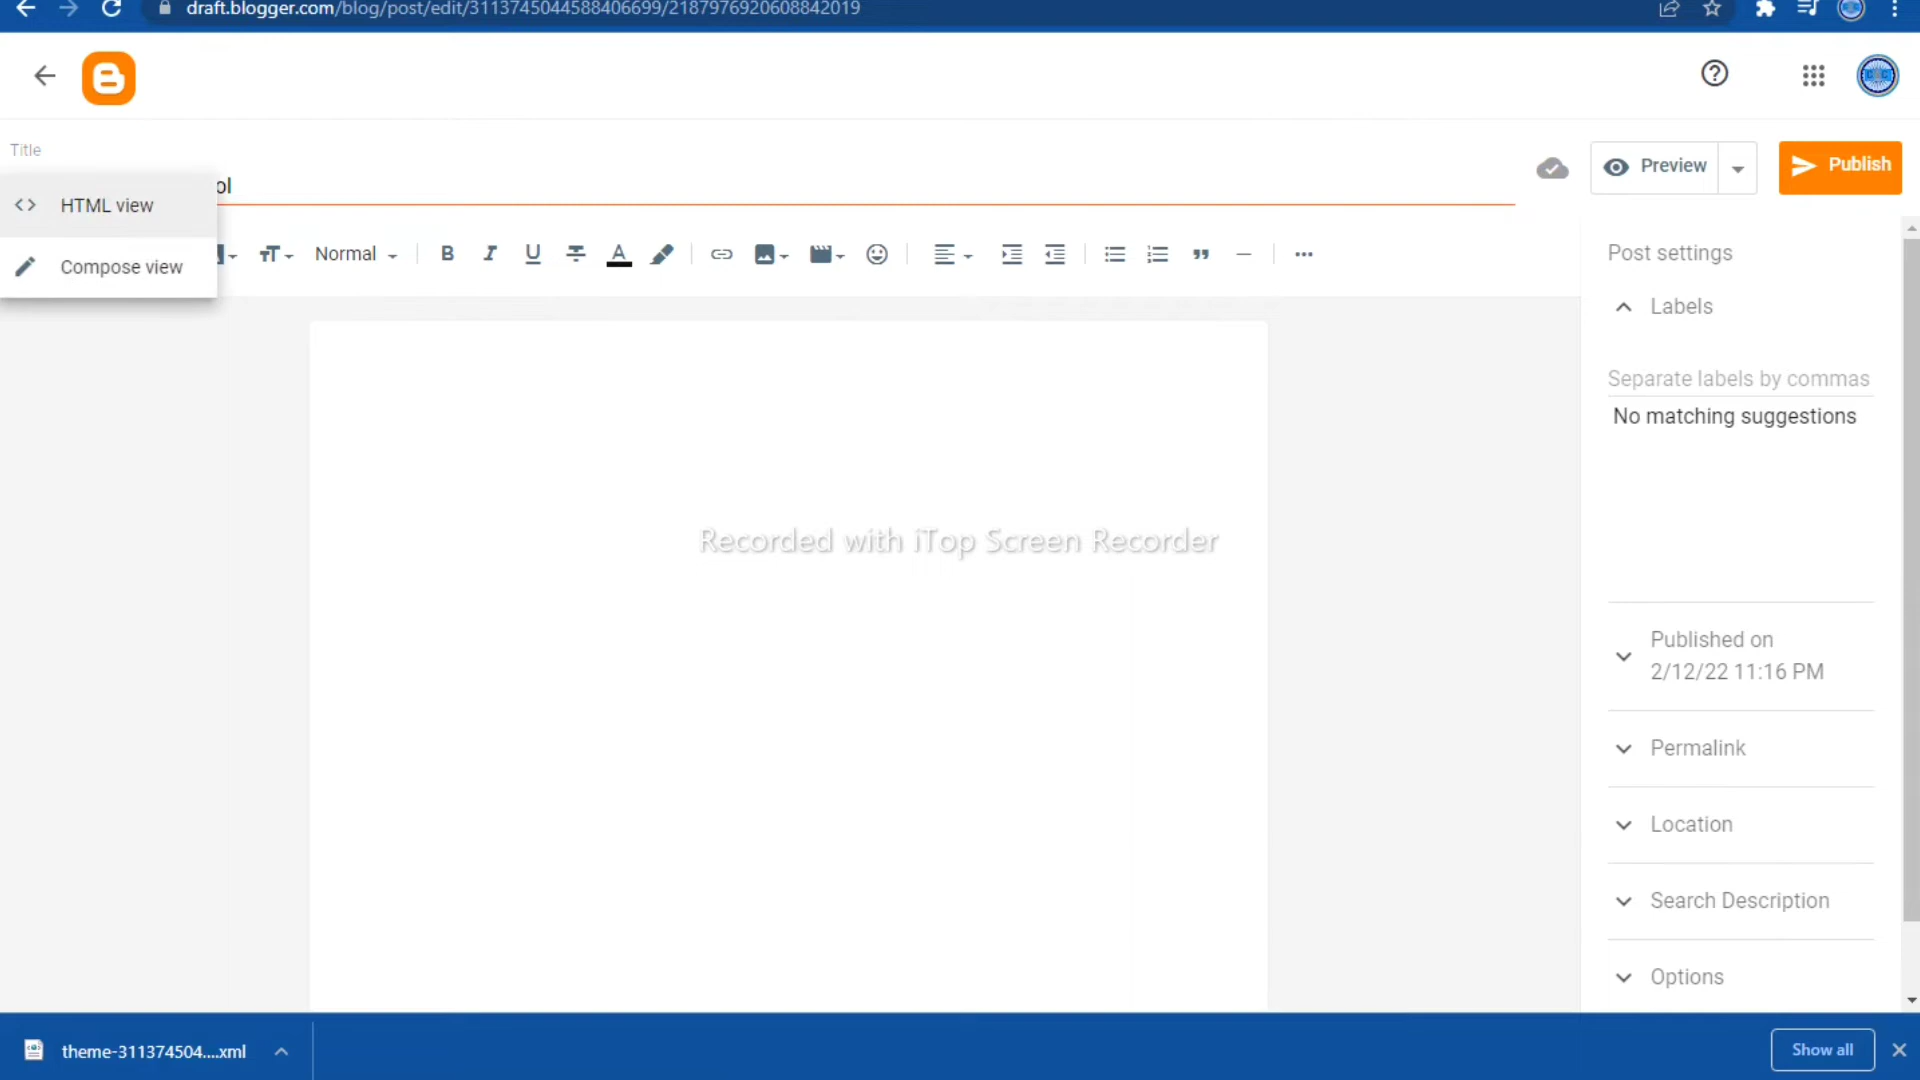 draft.blogger.com/blog/post/edit/3113745044588406699/2187976920608842019
Title
Preview
Publish
ol
HTML view
Compose view
Normal
Post settings
Labels
Separate labels by commas
No matching suggestions
Recorded with iTop Screen Recorder
Published on
2/12/22 11:16 PM
Permalink
Location
Search Description
Options
theme-311374504....xml
Show all